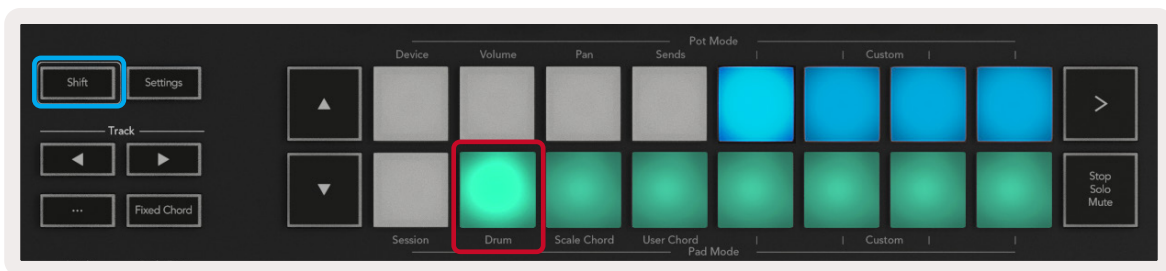 Pot Mode
Device Volume Pan Sends Custom
Shift Settings
Track
... Fixed Chord
Stop
Solo
Mute
Session Drum Scale Chord User Chord Custom
Pad Mode